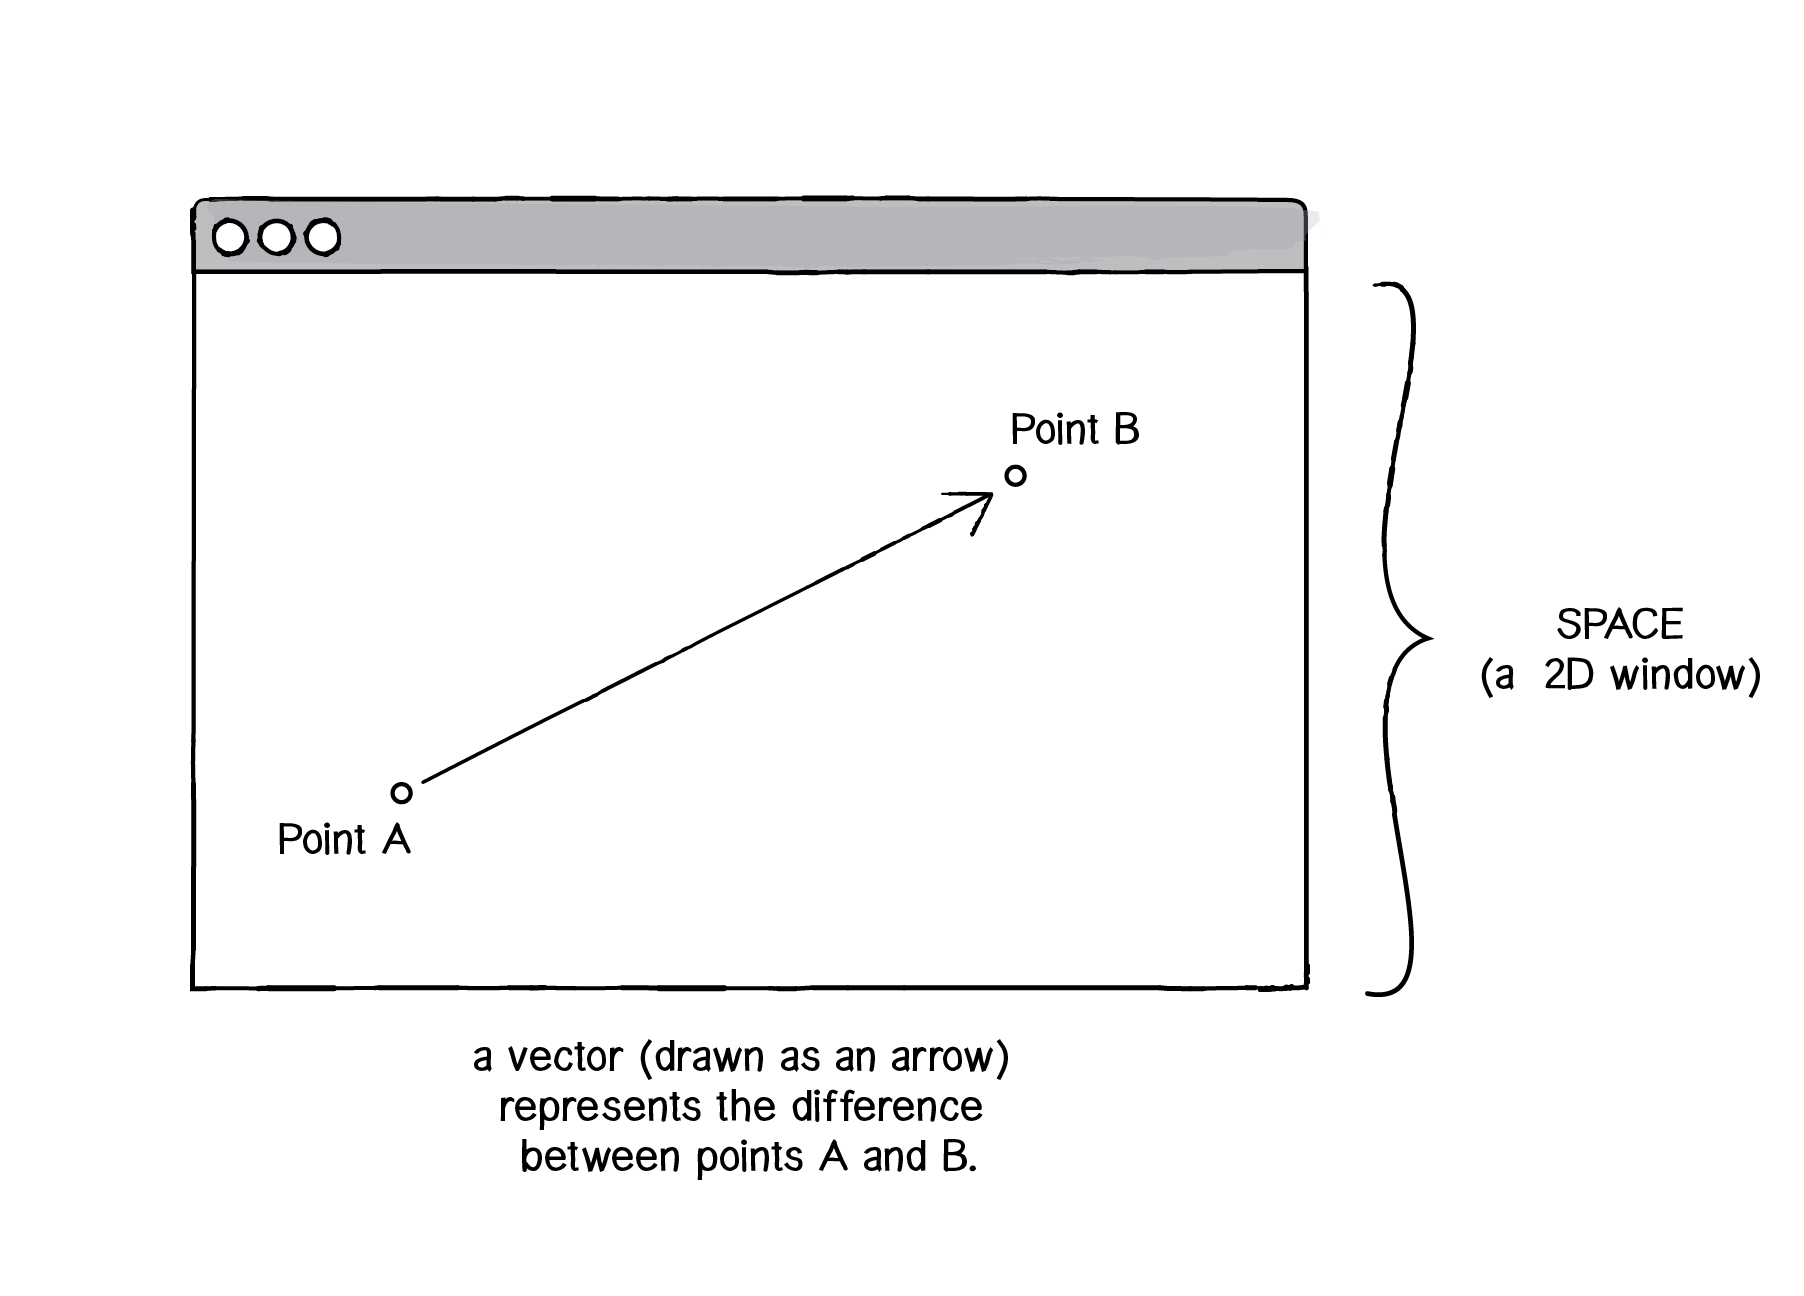 Point B
Point A
SPACE
(a 2D window)
a vector (drawn as an arrow)
represents the difference
between points A and B.